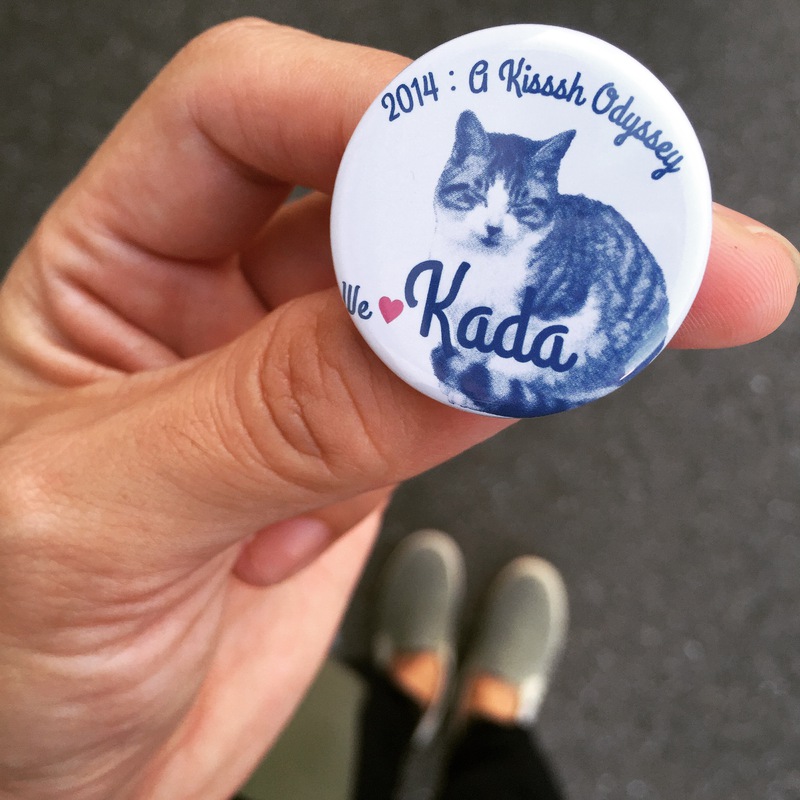 2014 : A Kisssh Odyssey
We ❤ Kada